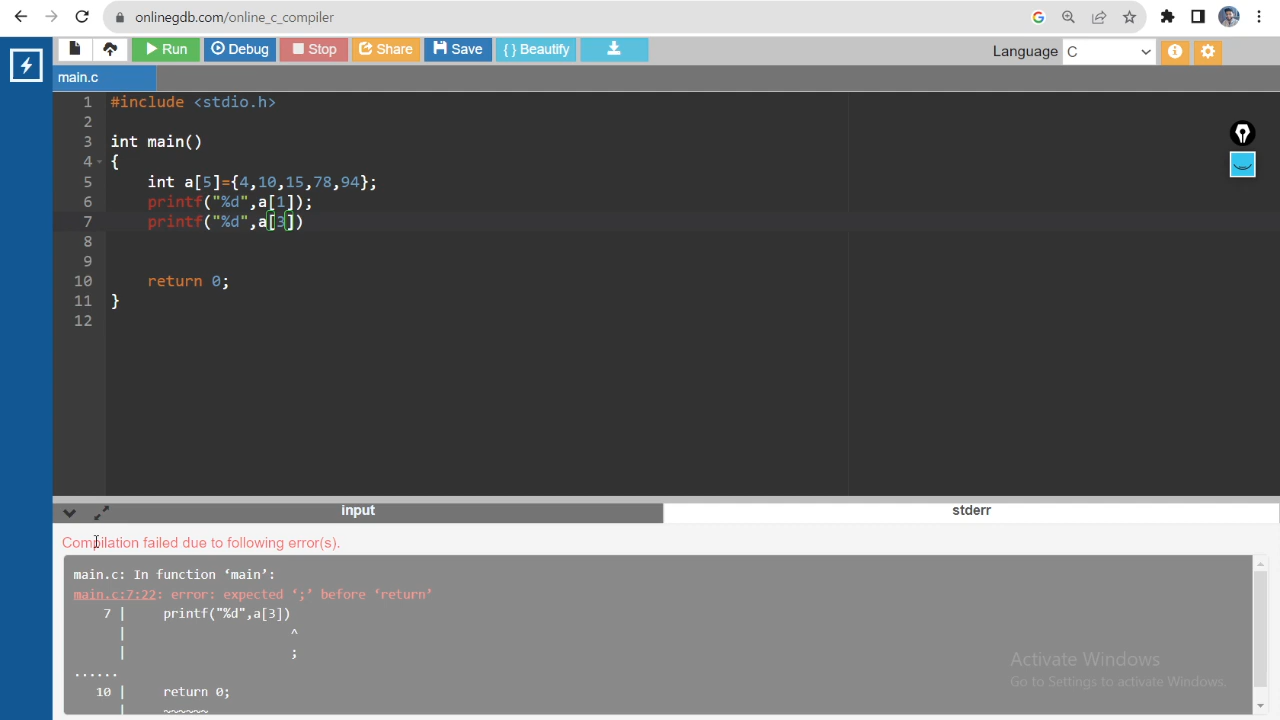 onlinegdb.com/online_c_compiler
Run Debug Stop Share Save { } Beautify
Language C
main.c
1 #include <stdio.h>
2
3 int main()
4 {
5 int a[5]={4,10,15,78,94};
6 printf("%d",a[1]);
7 printf("%d",a[3])
8
9
10 return 0;
11 }
12
input stderr
Compilation failed due to following error(s).
main.c: In function ‘main’:
main.c:7:22: error: expected ‘;’ before ‘return’
7 | printf("%d",a[3])
| ^
| ;
......
10 | return 0;
| ~~~~~~
Activate Windows
Go to Settings to activate Windows.